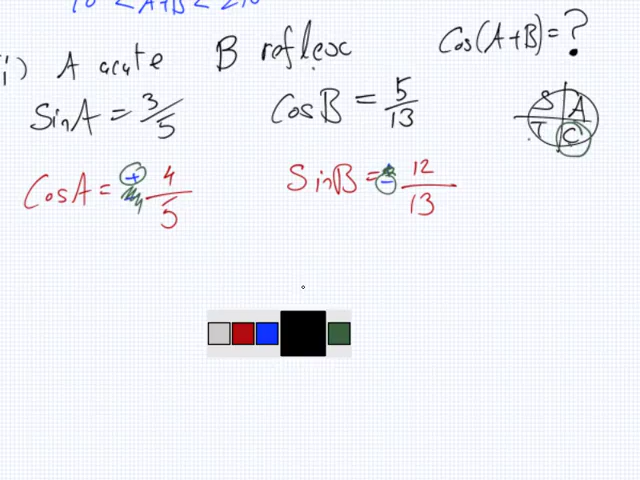 i) A acute B reflex Cos(A+B)=?
SinA = 3/5 CosB = 5/13 S A
T C
CosA = + 4/5 SinB = - 12/13